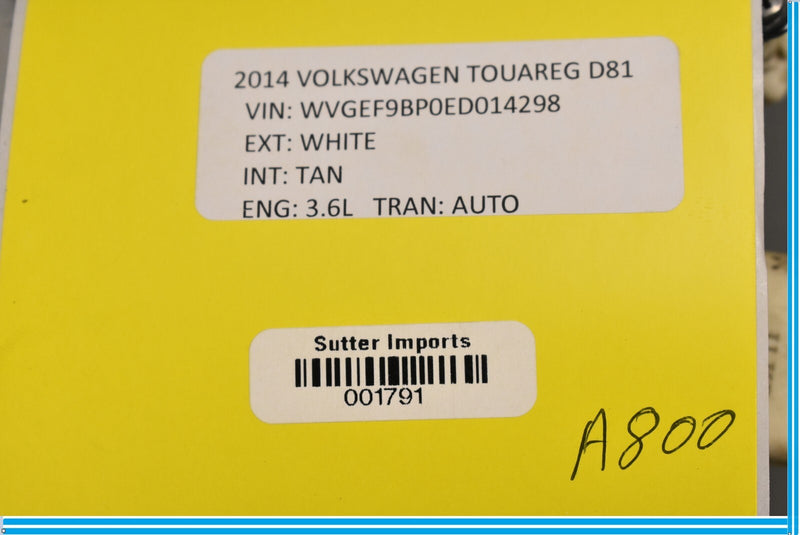 2014 VOLKSWAGEN TOUAREG D81
VIN: WVGEF9BP0ED014298
EXT: WHITE
INT: TAN
ENG: 3.6L TRAN: AUTO
Sutter Imports
001791
A800